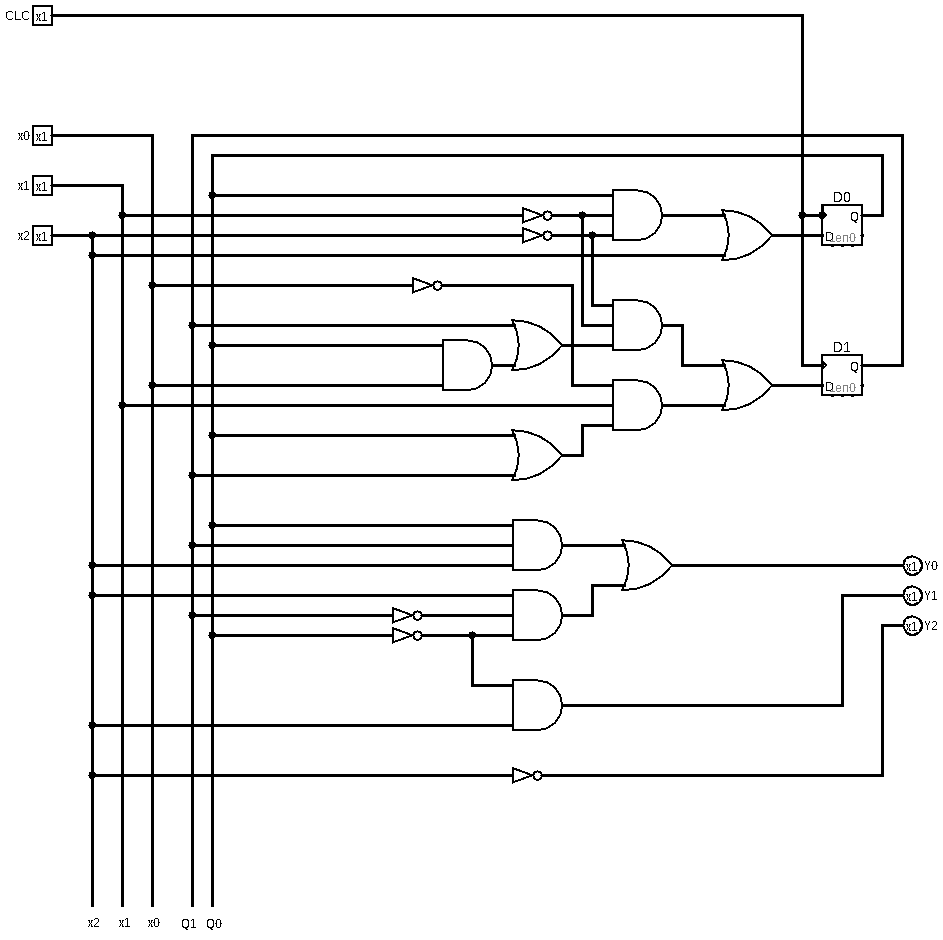 CLC x1
x0 x1
x1 x1
x2 x1
D0
Q
D en0
D1
Q
D en0
x1 Y0
x1 Y1
x1 Y2
x2 x1 x0 Q1 Q0